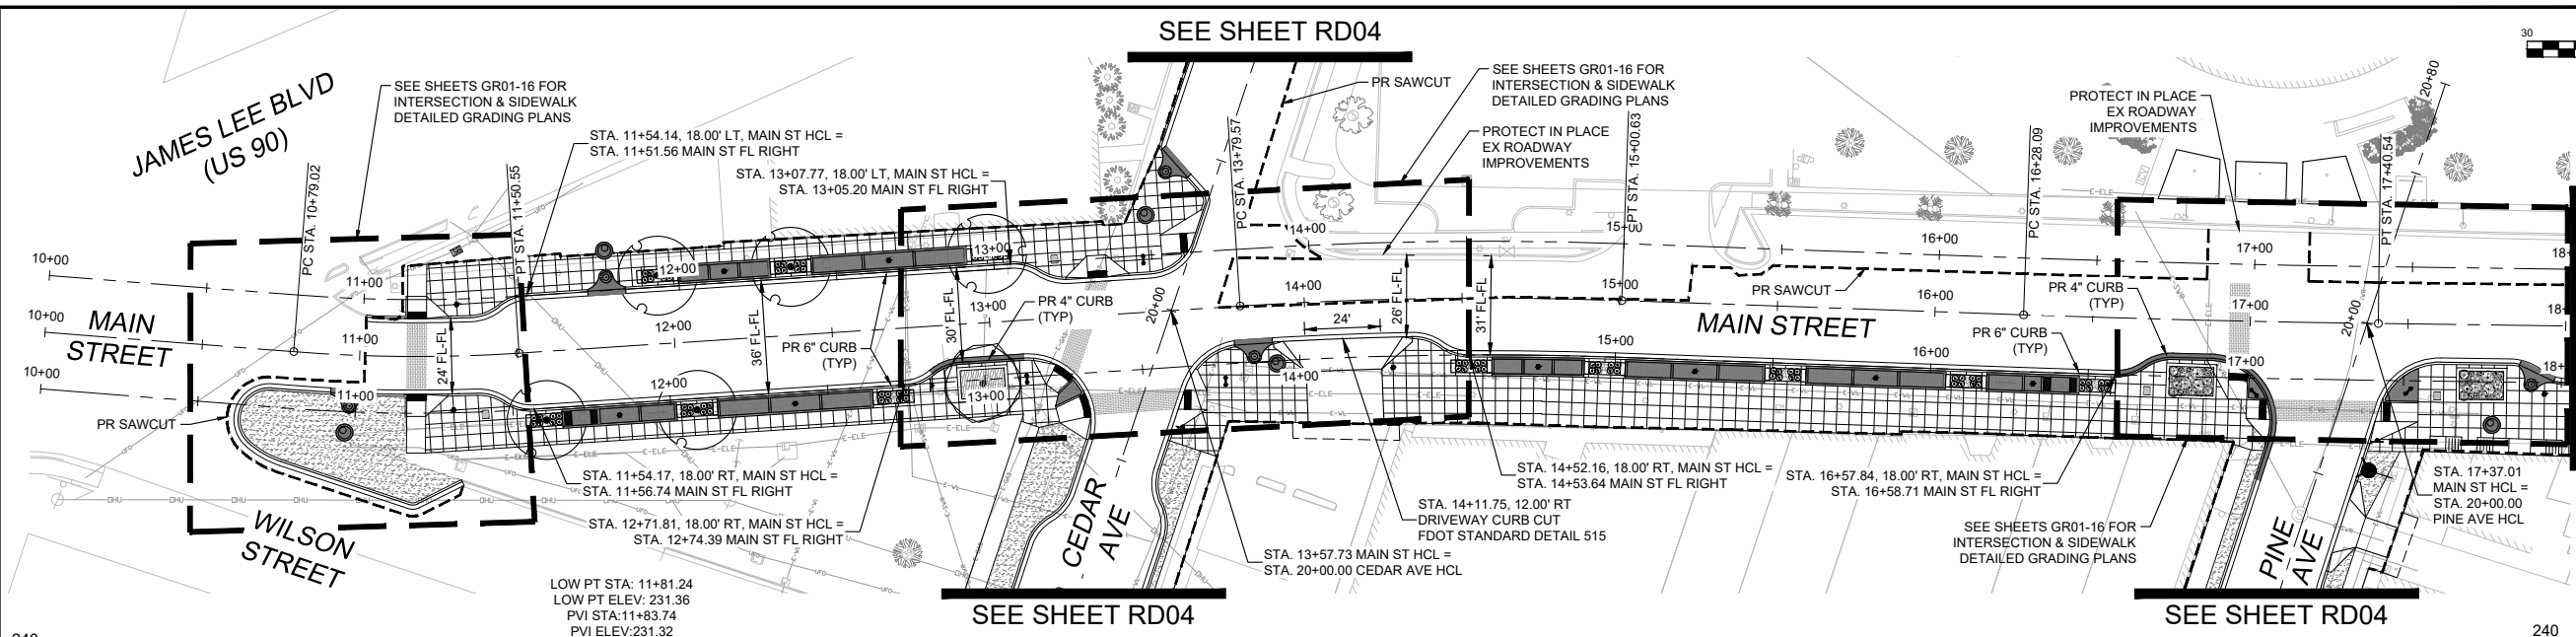 SEE SHEET RD04
30
JAMES LEE BLVD
(US 90)
SEE SHEETS GR01-16 FOR
INTERSECTION & SIDEWALK
DETAILED GRADING PLANS
STA. 11+54.14, 18.00' LT, MAIN ST HCL =
STA. 11+51.56 MAIN ST FL RIGHT
STA. 13+07.77, 18.00' LT, MAIN ST HCL =
STA. 13+05.20 MAIN ST FL RIGHT
PR SAWCUT
SEE SHEETS GR01-16 FOR
INTERSECTION & SIDEWALK
DETAILED GRADING PLANS
PROTECT IN PLACE
EX ROADWAY
IMPROVEMENTS
PROTECT IN PLACE
EX ROADWAY
IMPROVEMENTS
20+80
PC STA. 10+79.02
PT STA. 11+50.55
PC STA. 13+79.57
PT STA. 15+00.63
PC STA. 16+28.09
PT STA. 17+40.54
10+00
11+00
12+00
13+00
14+00
15+00
16+00
17+00
18+
10+00
MAIN
STREET
11+00
12+00
13+00
14+00
15+00
16+00
17+00
18+
10+00
11+00
12+00
13+00
14+00
15+00
16+00
17+00
18+
24' FL-FL
36' FL-FL
30' FL-FL
PR 4" CURB
(TYP)
PR 6" CURB
(TYP)
20+00
24'
26' FL-FL
31' FL-FL
MAIN STREET
PR SAWCUT
PR 4" CURB
(TYP)
PR 6" CURB
(TYP)
20+00
PR SAWCUT
WILSON
STREET
STA. 11+54.17, 18.00' RT, MAIN ST HCL =
STA. 11+56.74 MAIN ST FL RIGHT
STA. 12+71.81, 18.00' RT, MAIN ST HCL =
STA. 12+74.39 MAIN ST FL RIGHT
CEDAR
AVE
STA. 13+57.73 MAIN ST HCL =
STA. 20+00.00 CEDAR AVE HCL
STA. 14+11.75, 12.00' RT
DRIVEWAY CURB CUT
FDOT STANDARD DETAIL 515
STA. 14+52.16, 18.00' RT, MAIN ST HCL =
STA. 14+53.64 MAIN ST FL RIGHT
STA. 16+57.84, 18.00' RT, MAIN ST HCL =
STA. 16+58.71 MAIN ST FL RIGHT
SEE SHEETS GR01-16 FOR
INTERSECTION & SIDEWALK
DETAILED GRADING PLANS
PINE
AVE
STA. 17+37.01
MAIN ST HCL =
STA. 20+00.00
PINE AVE HCL
LOW PT STA: 11+81.24
LOW PT ELEV: 231.36
PVI STA:11+83.74
PVI ELEV:231.32
SEE SHEET RD04
SEE SHEET RD04
240
240